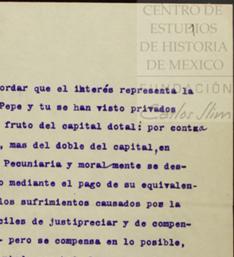 CENTRO DE
ESTUDIOS
DE HISTORIA
DE MEXICO
FUNDACIÓN
Carlos Slim
ordar que el interés representa la
Pepe y tu se han visto privados
fruto del capital dotal: por contra
, mas del doble del capital, en
Pecuniaria y moral mente se des-
o mediante el pago de su equivalen-
los sufrimientos causados por la
ciles de justipreciar y de compen-
- pero se compensa en lo posible,